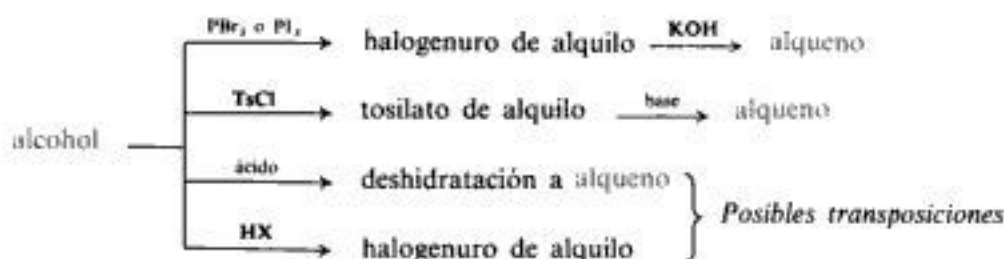 PBr₃ o PI₃
halogenuro de alquilo KOH alqueno
TsCl
tosilato de alquilo base alqueno
alcohol
ácido
deshidratación a alqueno
Posibles transposiciones
HX
halogenuro de alquilo